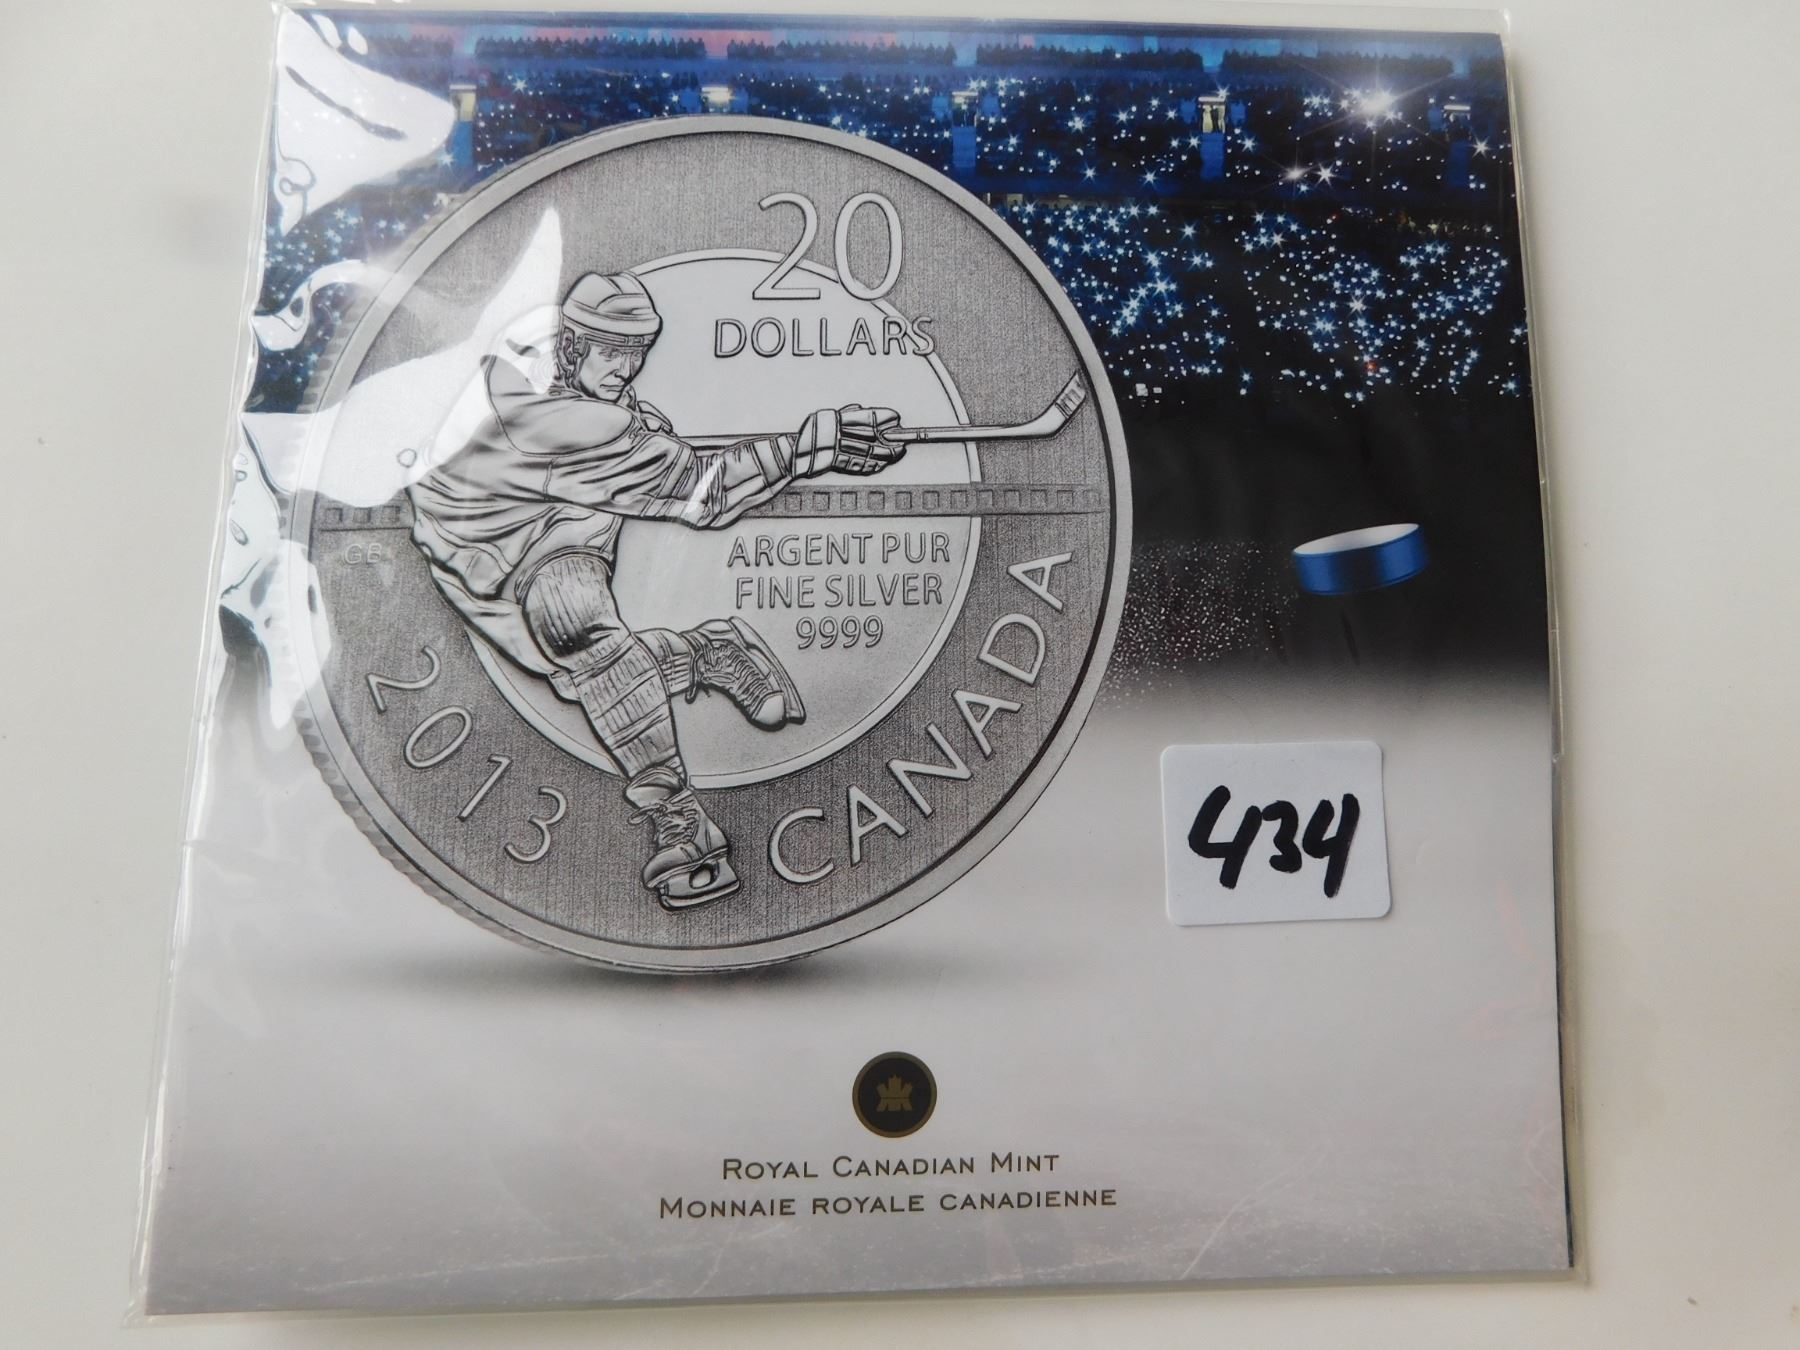 20
DOLLARS
ARGENT PUR
FINE SILVER
9999
GB
2013
CANADA
434
ROYAL CANADIAN MINT
MONNAIE ROYALE CANADIENNE